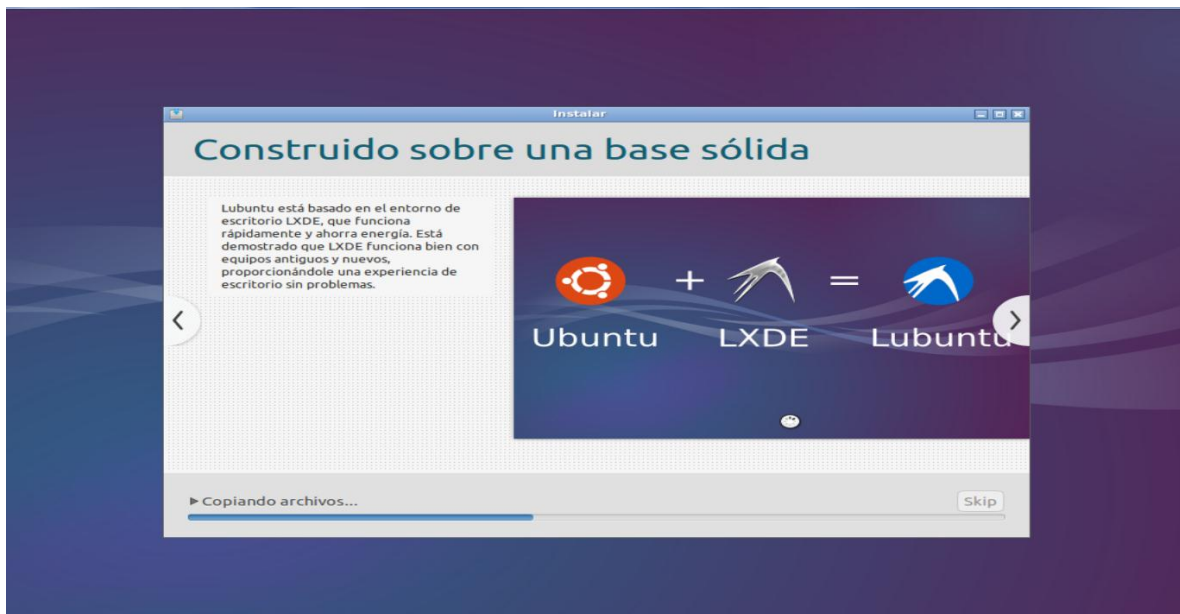 Instalar
Construido sobre una base sólida
Lubuntu está basado en el entorno de
escritorio LXDE, que funciona
rápidamente y ahorra energía. Está
demostrado que LXDE funciona bien con
equipos antiguos y nuevos,
proporcionándole una experiencia de
escritorio sin problemas.
+ =
Ubuntu LXDE Lubuntu
Copiando archivos...
Skip